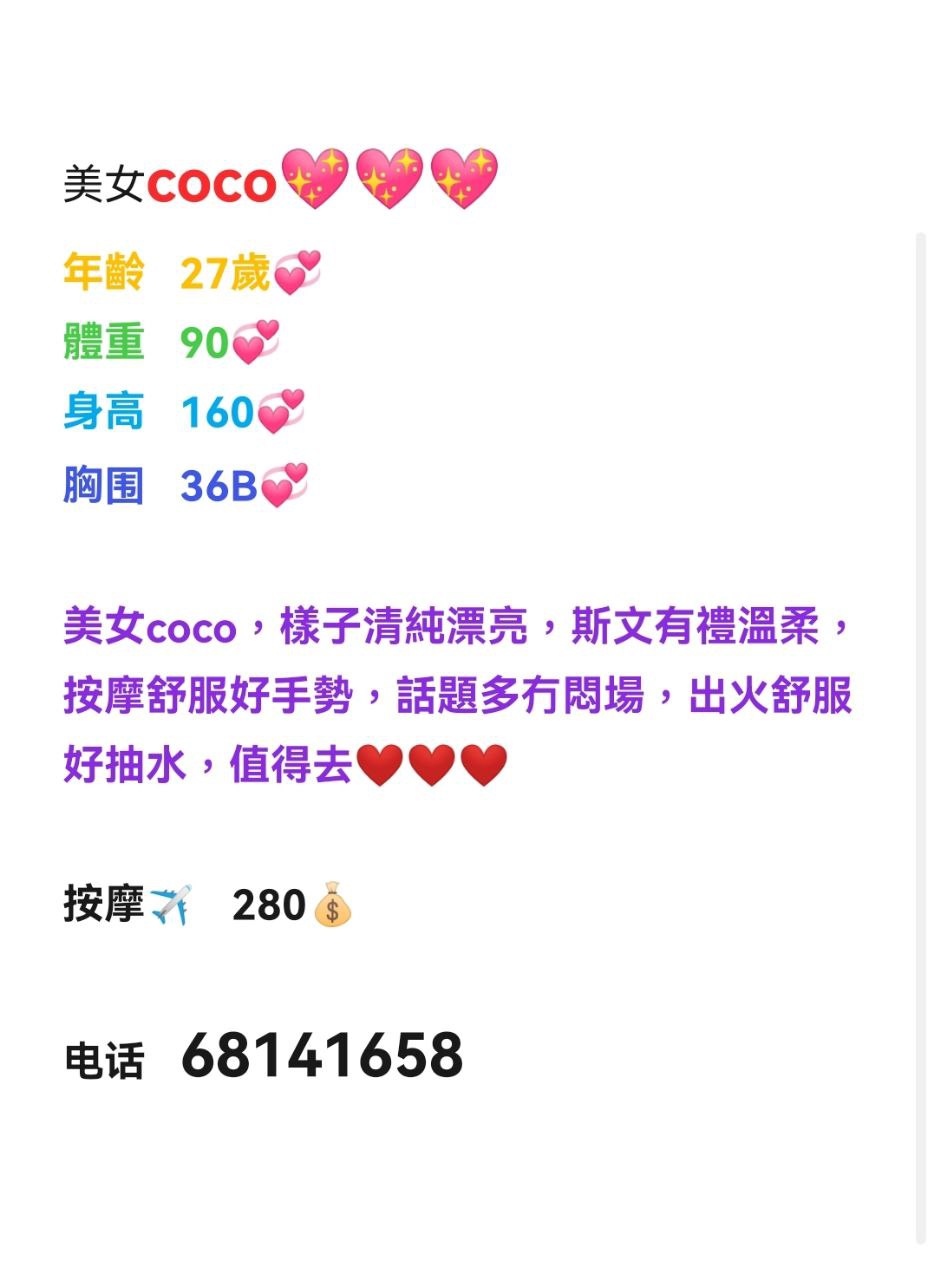 美女coco💖💖💖
年齡 27歲💞
體重 90💞
身高 160💞
胸围 36B💞
美女coco，樣子清純漂亮，斯文有禮溫柔，
按摩舒服好手勢，話題多冇悶場，出火舒服
好抽水，值得去❤️❤️❤️
按摩✈️ 280💰
电话 68141658